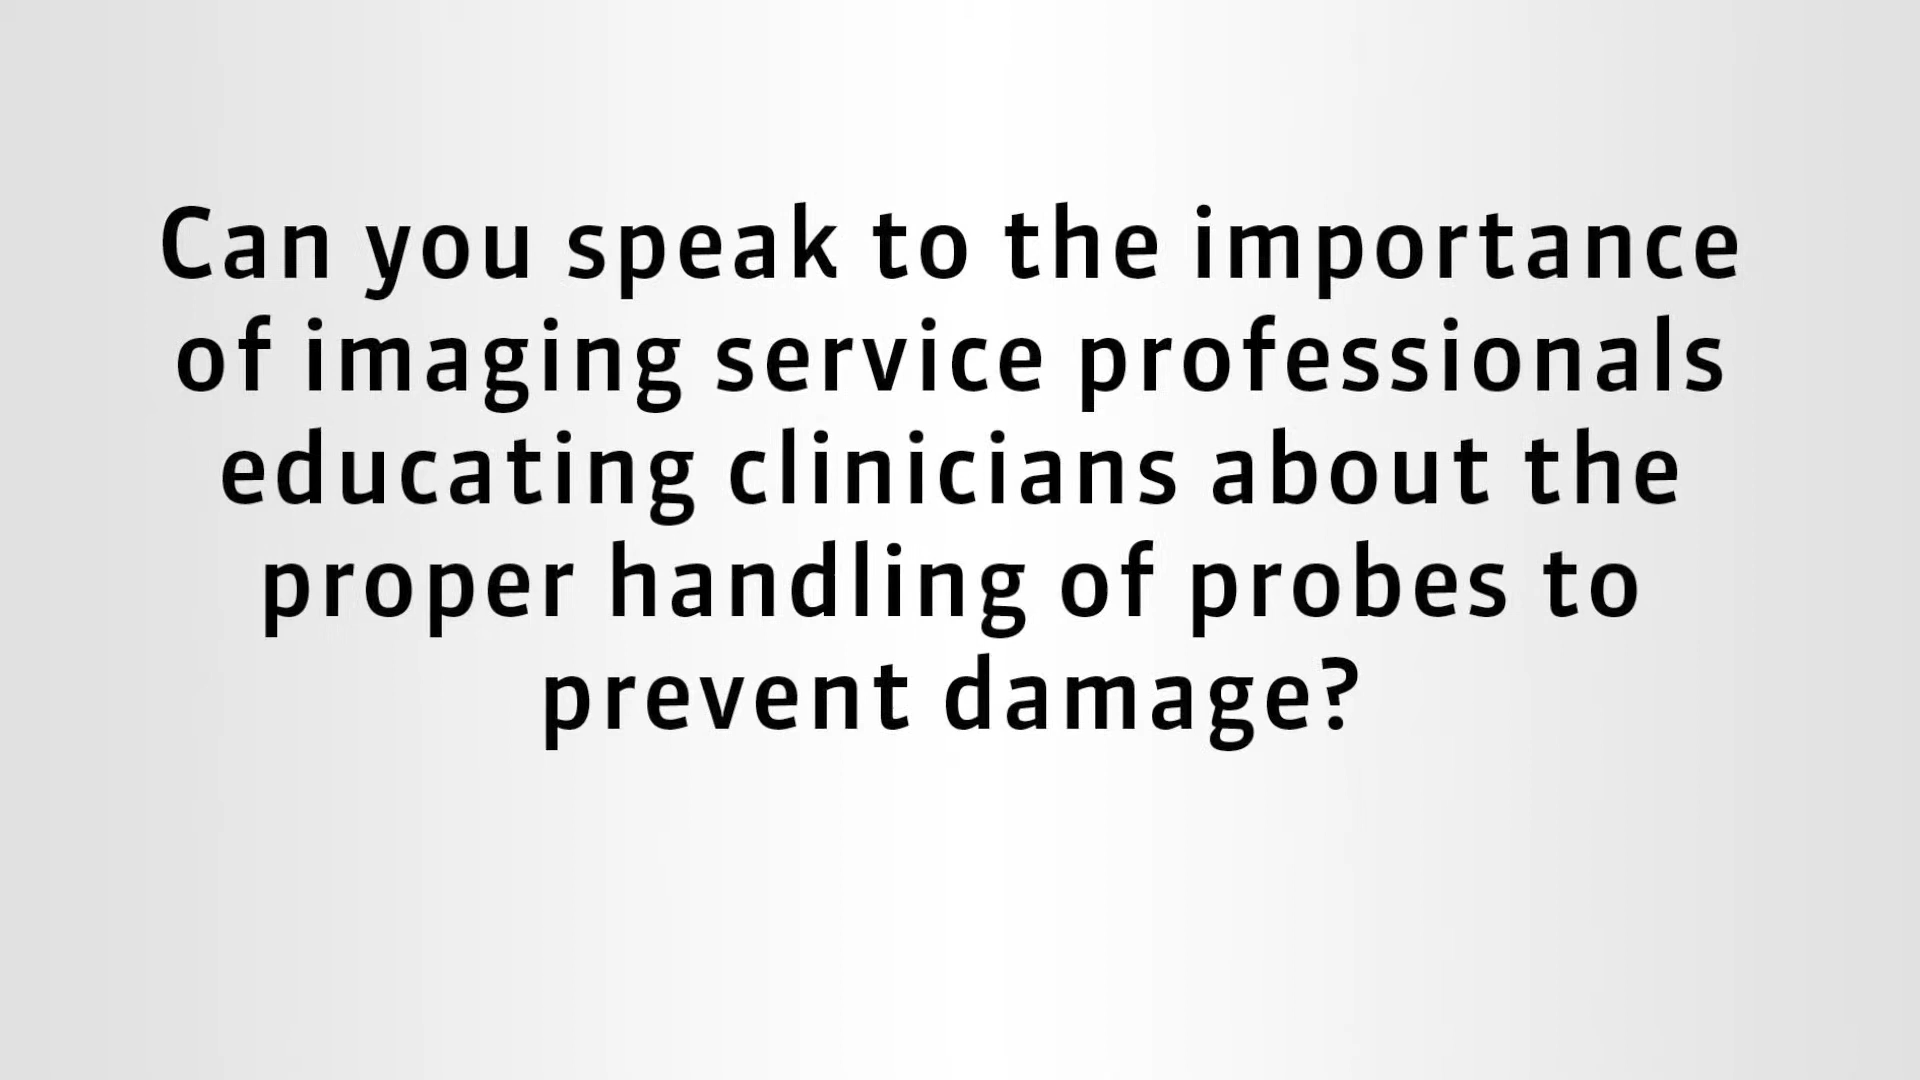 Can you speak to the importance
of imaging service professionals
educating clinicians about the
proper handling of probes to
prevent damage?